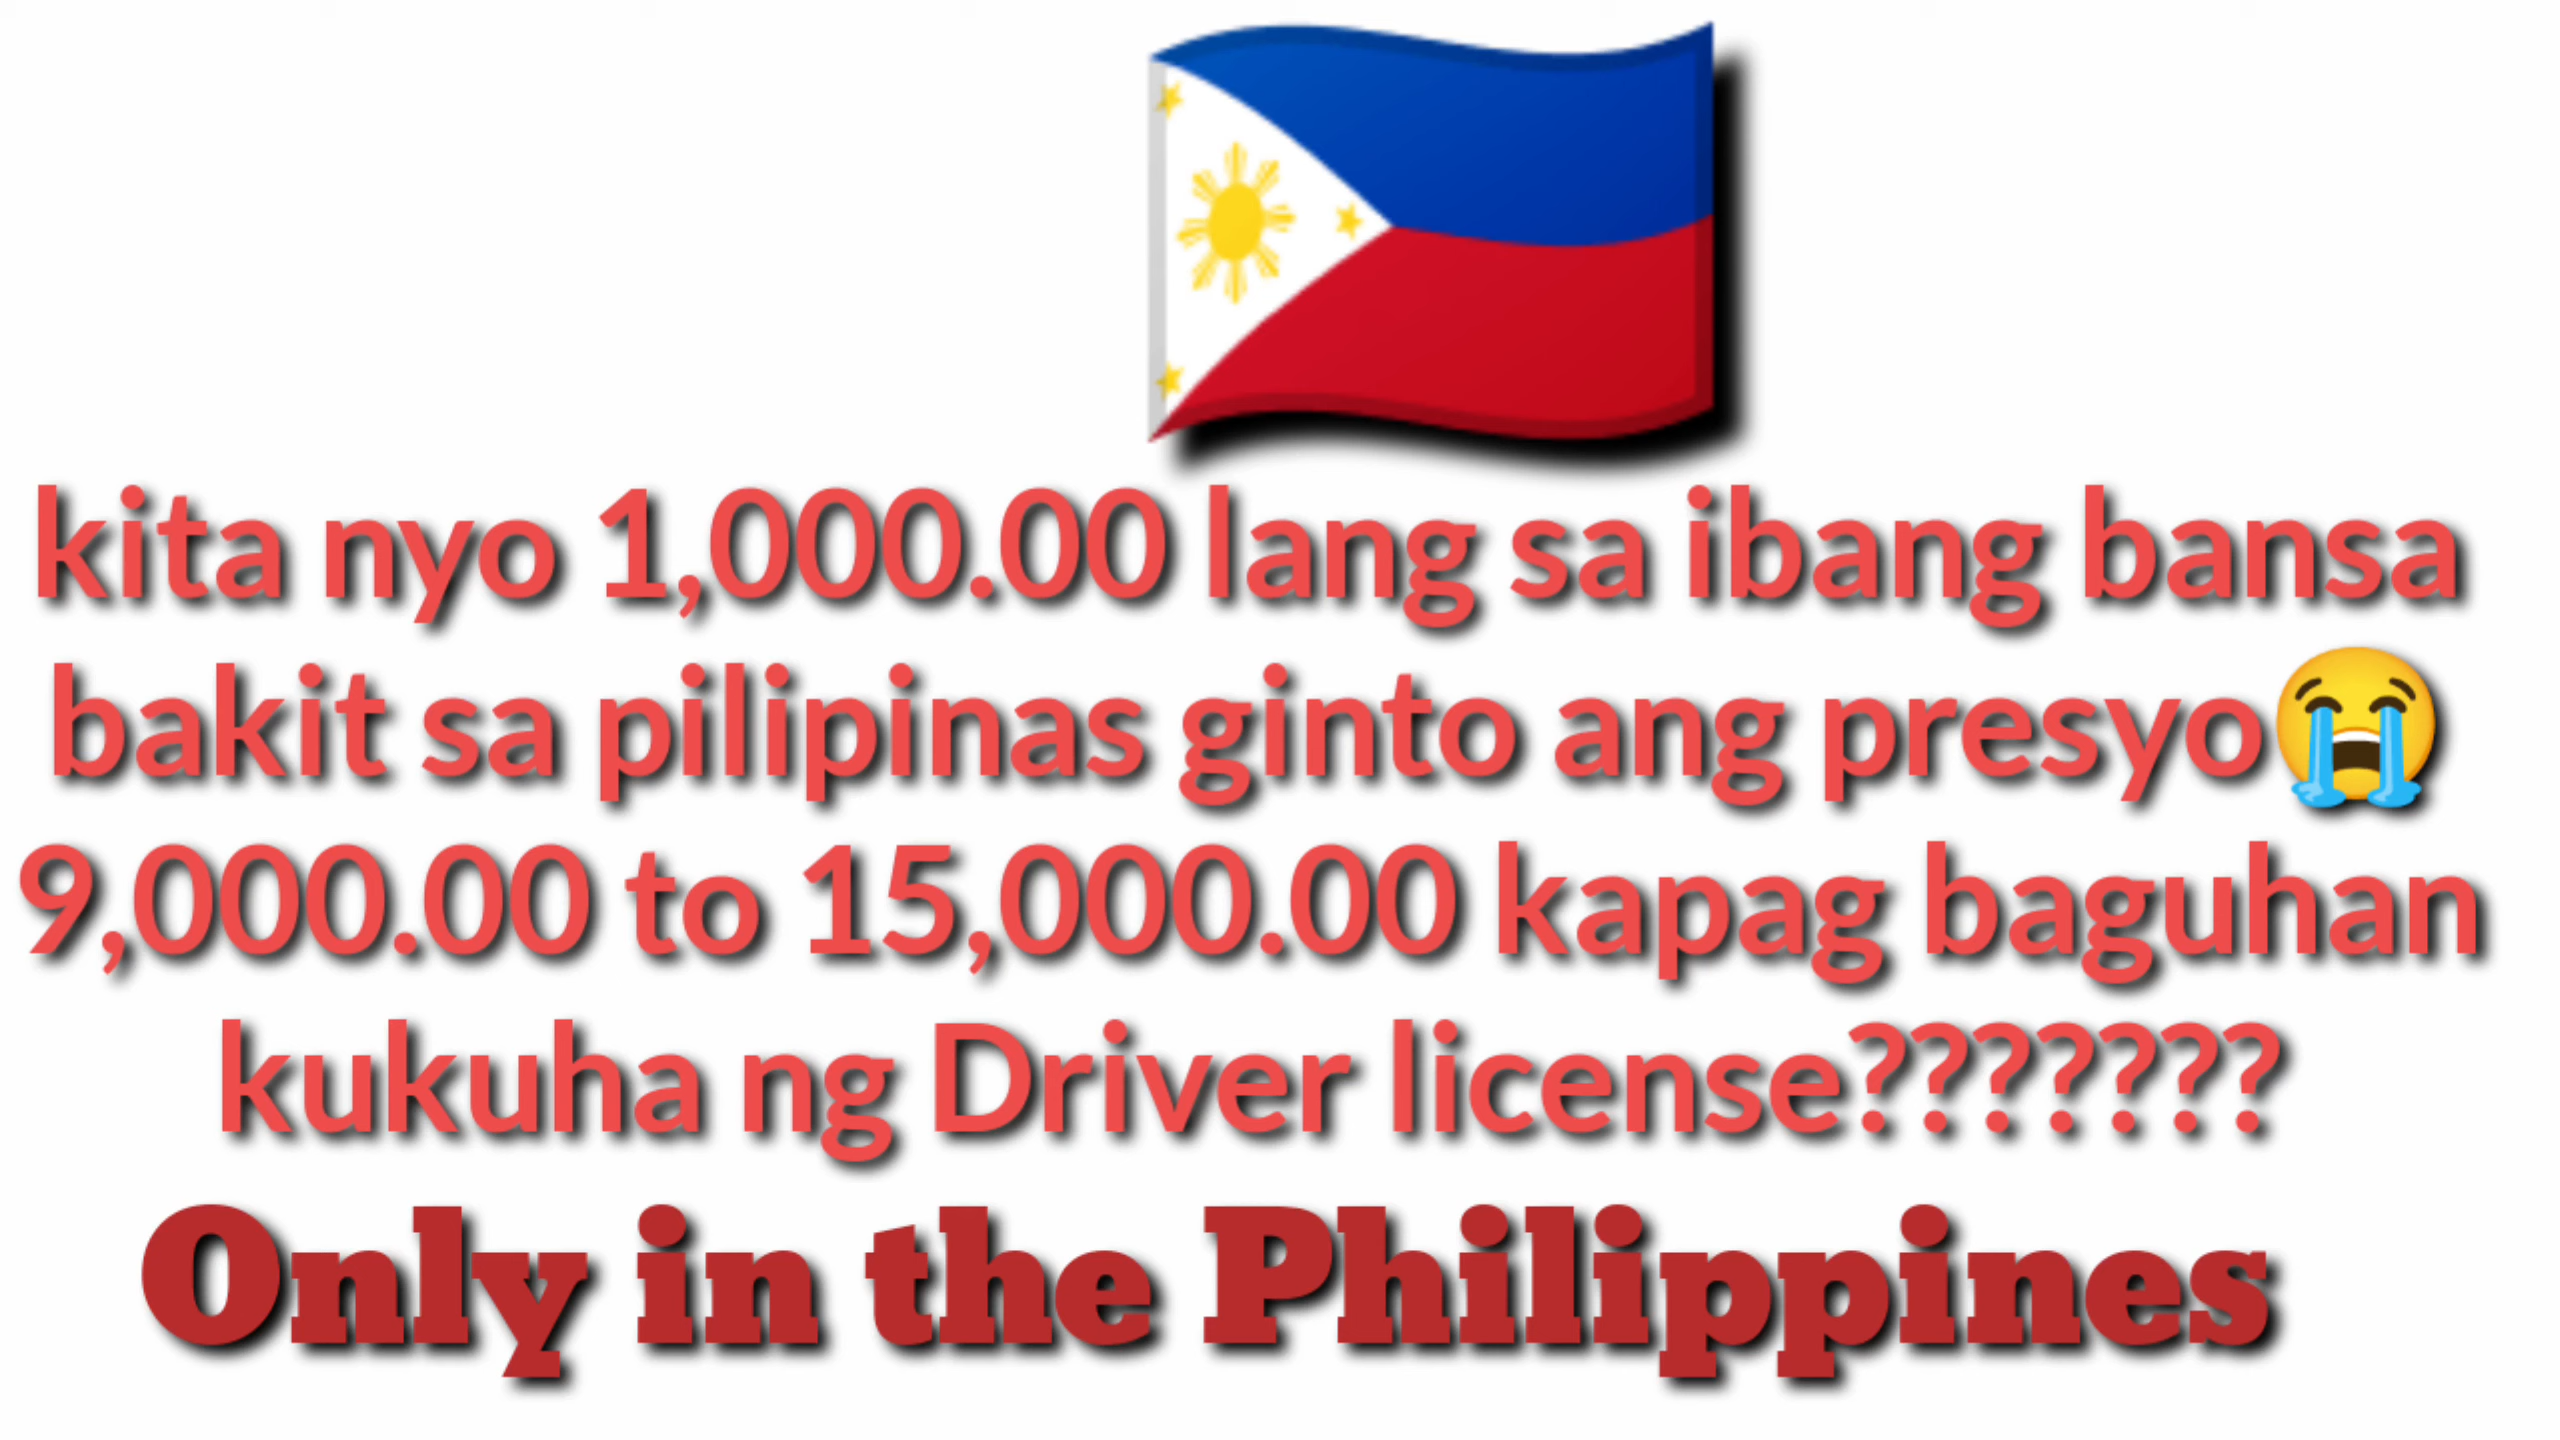 kita nyo 1,000.00 lang sa ibang bansa
bakit sa pilipinas ginto ang presyo😭
9,000.00 to 15,000.00 kapag baguhan
kukuha ng Driver license???????
Only in the Philippines